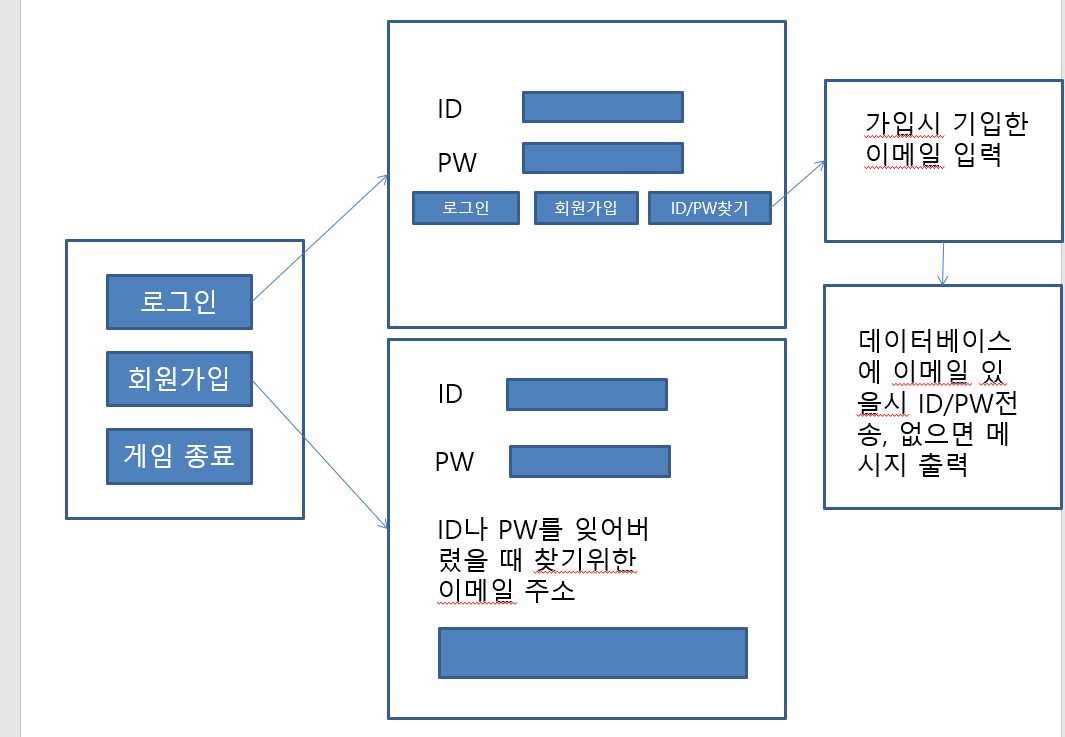 로그인
회원가입
게임 종료
ID
PW
로그인
회원가입
ID/PW찾기
ID
PW
ID나 PW를 잊어버
렸을 때 찾기위한
이메일 주소
가입시 기입한
이메일 입력
데이터베이스
에 이메일 있
을시 ID/PW전
송, 없으면 메
시지 출력